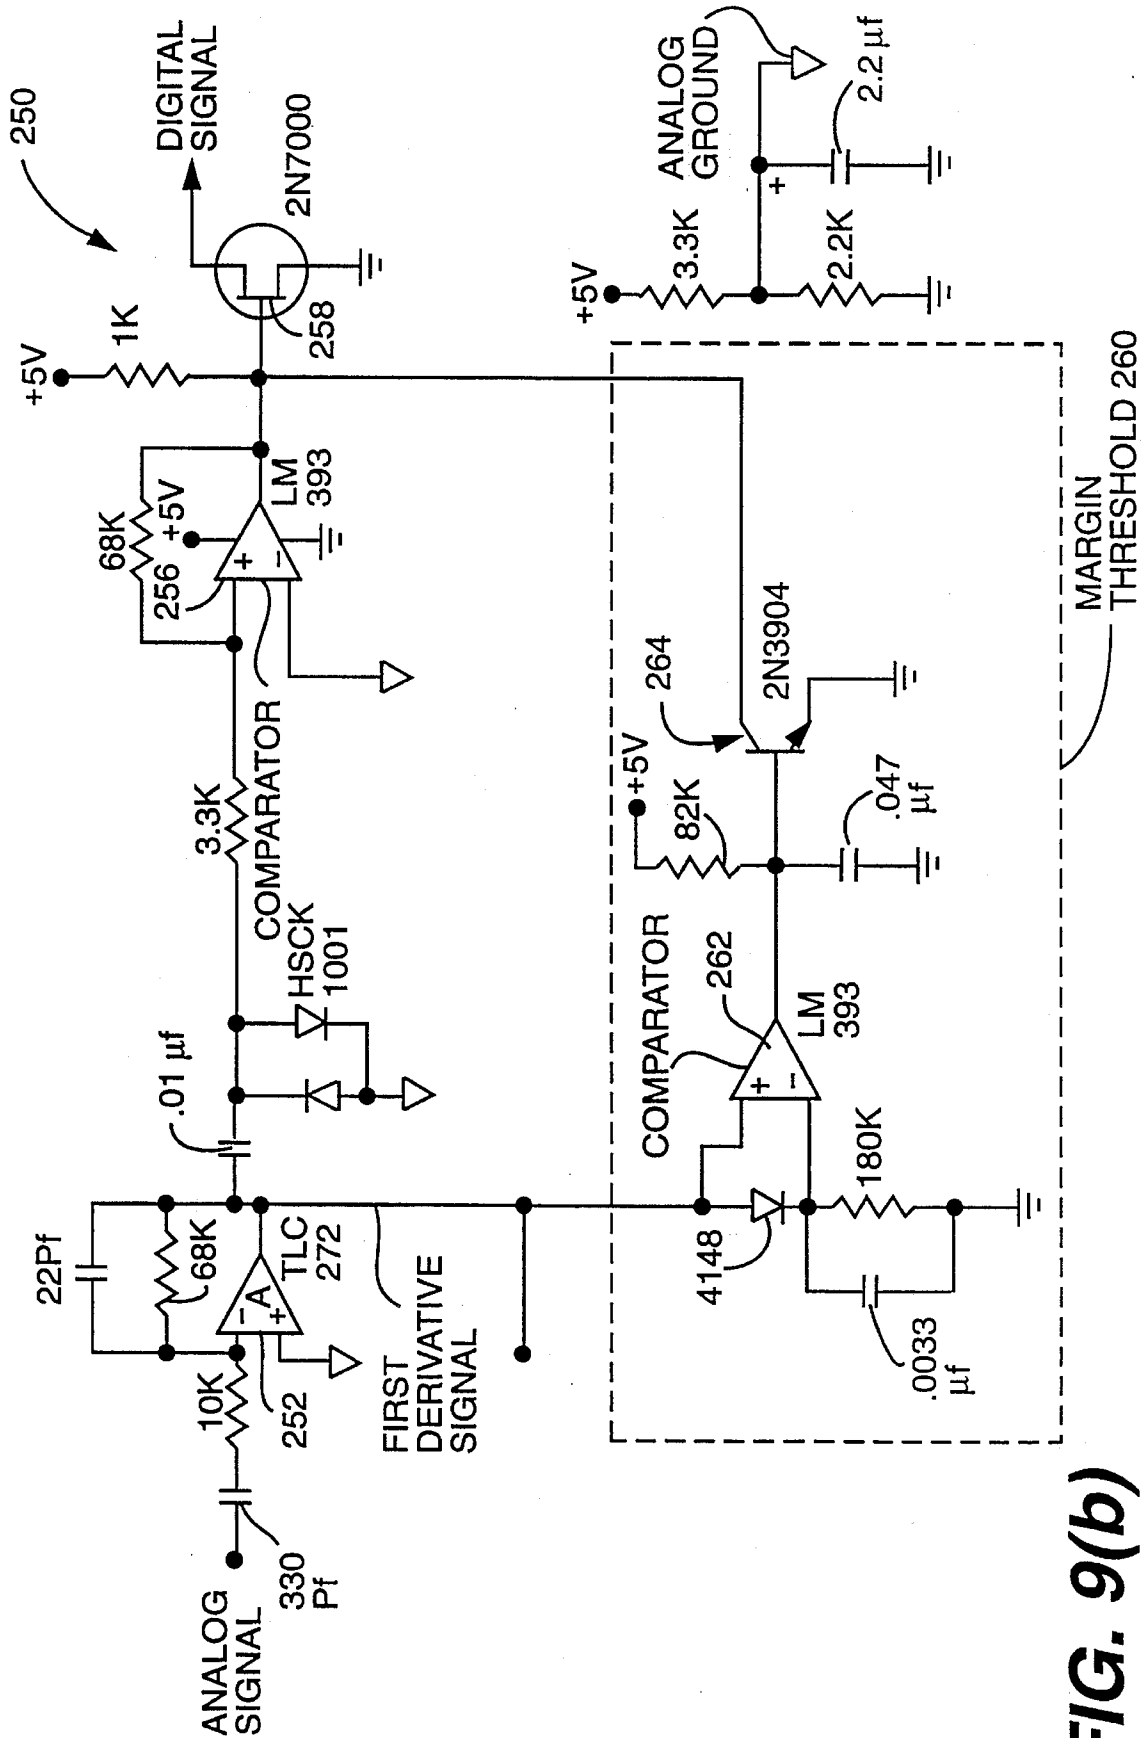 250
DIGITAL
SIGNAL
+5V
1K
2N7000
258
68K
+5V
256
+
−
LM
393
COMPARATOR
3.3K
HSCK
1001
.01 µf
22Pf
68K
−
A
+
TLC
272
10K
252
330
Pf
ANALOG
SIGNAL
FIRST
DERIVATIVE
SIGNAL
ANALOG
GROUND
+5V
3.3K
2.2K
+
2.2 µf
264
2N3904
+5V
82K
.047
µf
COMPARATOR
262
+
−
LM
393
4148
180K
.0033
µf
MARGIN
THRESHOLD 260
FIG. 9(b)